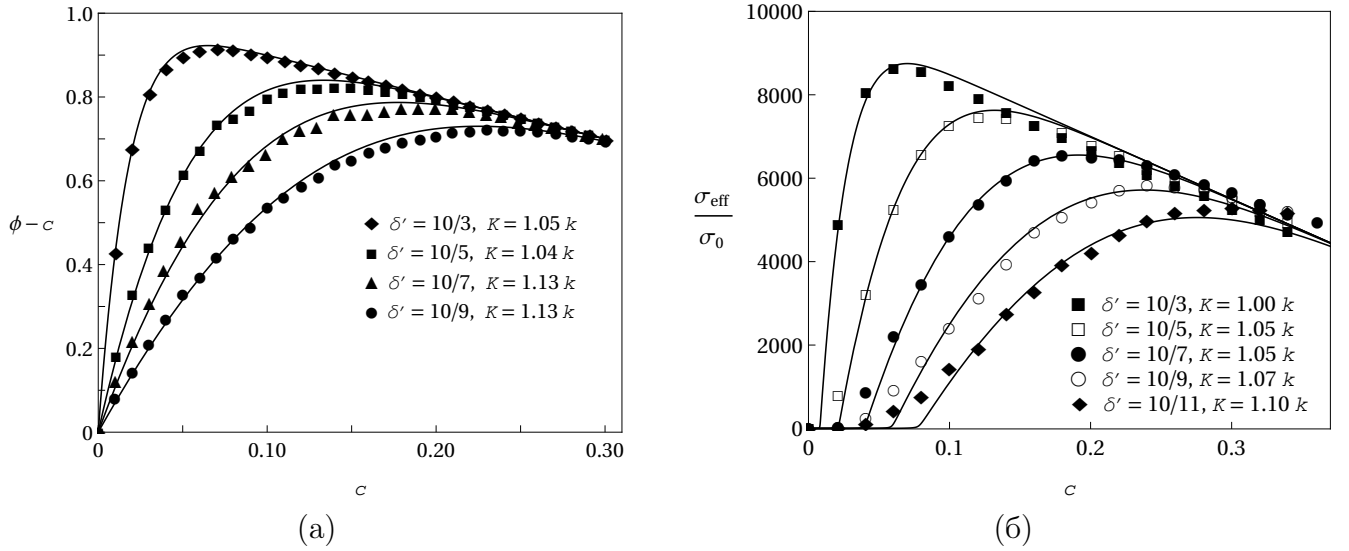 1.0
0.8
0.6
0.4
0.2
0
ϕ – c
0 0.10 0.20 0.30
c
δ′ = 10/3, K = 1.05 k
δ′ = 10/5, K = 1.04 k
δ′ = 10/7, K = 1.13 k
δ′ = 10/9, K = 1.13 k
(а)
10000
8000
6000
4000
2000
0
σeff
σ0
0 0.1 0.2 0.3
c
δ′ = 10/3, K = 1.00 k
δ′ = 10/5, K = 1.05 k
δ′ = 10/7, K = 1.05 k
δ′ = 10/9, K = 1.07 k
δ′ = 10/11, K = 1.10 k
(б)